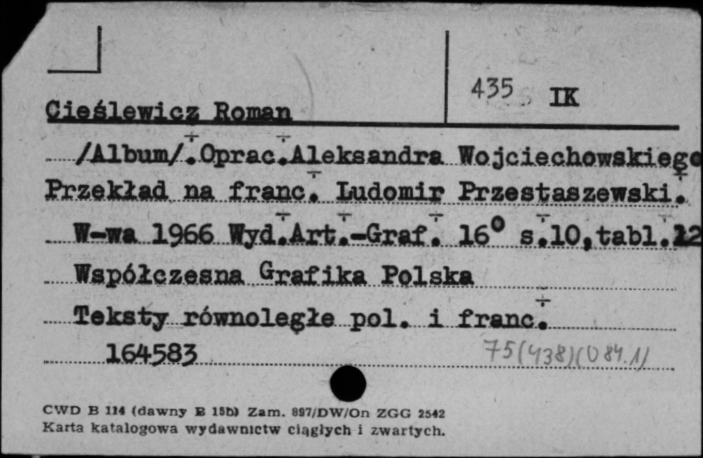 435 IK
Cieślewicz Roman
/Album/.Oprac.Aleksandra Wojciechowskiego
Przekład na franc. Ludomir Przestaszewski.
W-wa 1966 Wyd.Art.-Graf. 16° s.10,tabl.12
Współczesna Grafika Polska
Teksty równoległe pol. i franc.
164583 75(438)(084.1)
CWD B 114 (dawny B 15b) Zam. 897/DW/On ZGG 2542
Karta katalogowa wydawnictw ciągłych i zwartych.